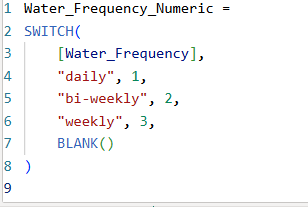 1 Water_Frequency_Numeric =
2 SWITCH(
3 [Water_Frequency],
4 "daily", 1,
5 "bi-weekly", 2,
6 "weekly", 3,
7 BLANK()
8 )
9